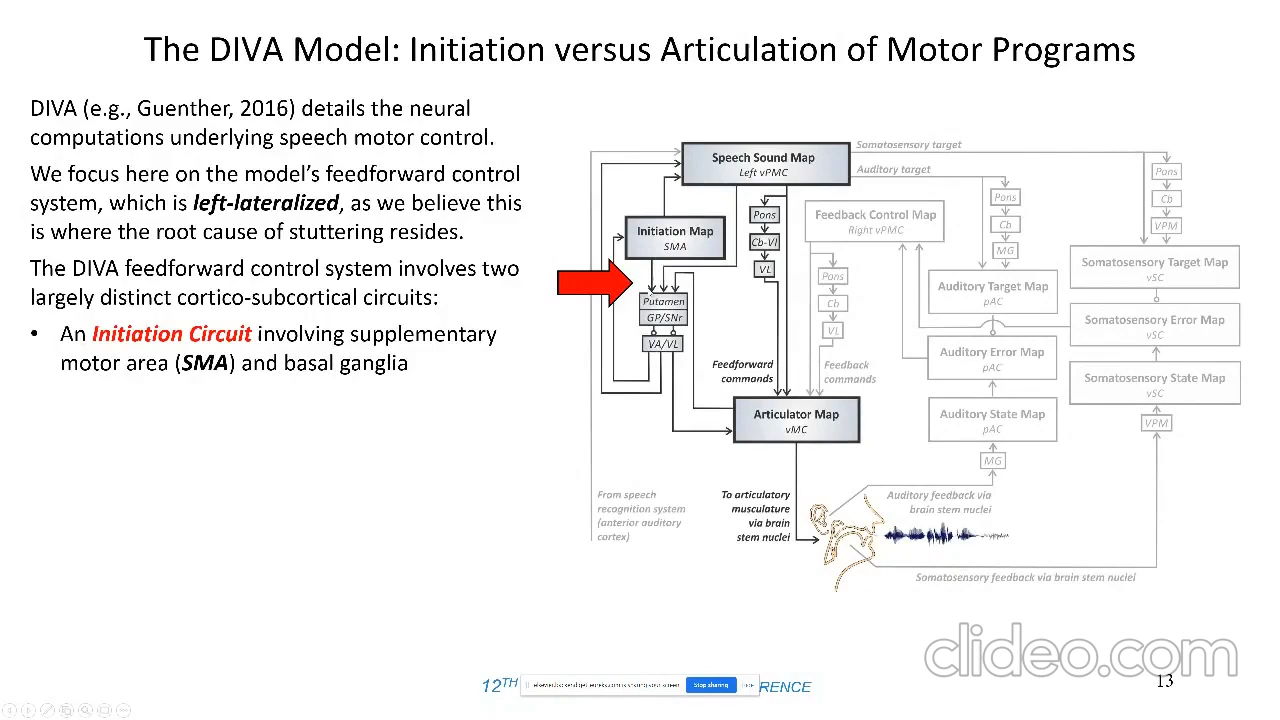 The DIVA Model: Initiation versus Articulation of Motor Programs
DIVA (e.g., Guenther, 2016) details the neural
computations underlying speech motor control.
We focus here on the model's feedforward control
system, which is left-lateralized, as we believe this
is where the root cause of stuttering resides.
The DIVA feedforward control system involves two
largely distinct cortico-subcortical circuits:
• An Initiation Circuit involving supplementary
motor area (SMA) and basal ganglia
Speech Sound Map
Left vPMC
Somatosensory target
Auditory target
Initiation Map
SMA
Putamen
GP/SNr
VA/VL
Pons
Cb-VI
VL
Feedforward
commands
Feedback Control Map
Right vPMC
Pons
Cb
VL
Feedback
commands
Pons
Cb
MG
Auditory Target Map
pAC
Auditory Error Map
pAC
Auditory State Map
pAC
MG
Pons
Cb
VPM
Somatosensory Target Map
vSC
Somatosensory Error Map
vSC
Somatosensory State Map
vSC
VPM
Articulator Map
vMC
From speech
recognition system
(anterior auditory
cortex)
To articulatory
musculature
via brain
stem nuclei
Auditory feedback via
brain stem nuclei
Somatosensory feedback via brain stem nuclei
clideo.com
12TH
is sharing your screen
Stop sharing
Hide
RENCE
13